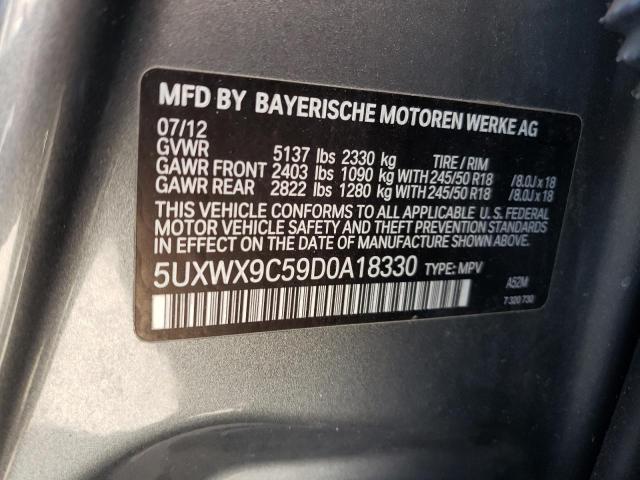 MFD BY BAYERISCHE MOTOREN WERKE AG
07/12
GVWR 5137 lbs 2330 kg TIRE / RIM
GAWR FRONT 2403 lbs 1090 kg WITH 245/50 R18 /8.0J x 18
GAWR REAR 2822 lbs 1280 kg WITH 245/50 R18 /8.0J x 18
THIS VEHICLE CONFORMS TO ALL APPLICABLE U.S. FEDERAL
MOTOR VEHICLE SAFETY AND THEFT PREVENTION STANDARDS
IN EFFECT ON THE DATE OF MANUFACTURE
5UXWX9C59D0A18330 TYPE: MPV
A52M
7 320 730